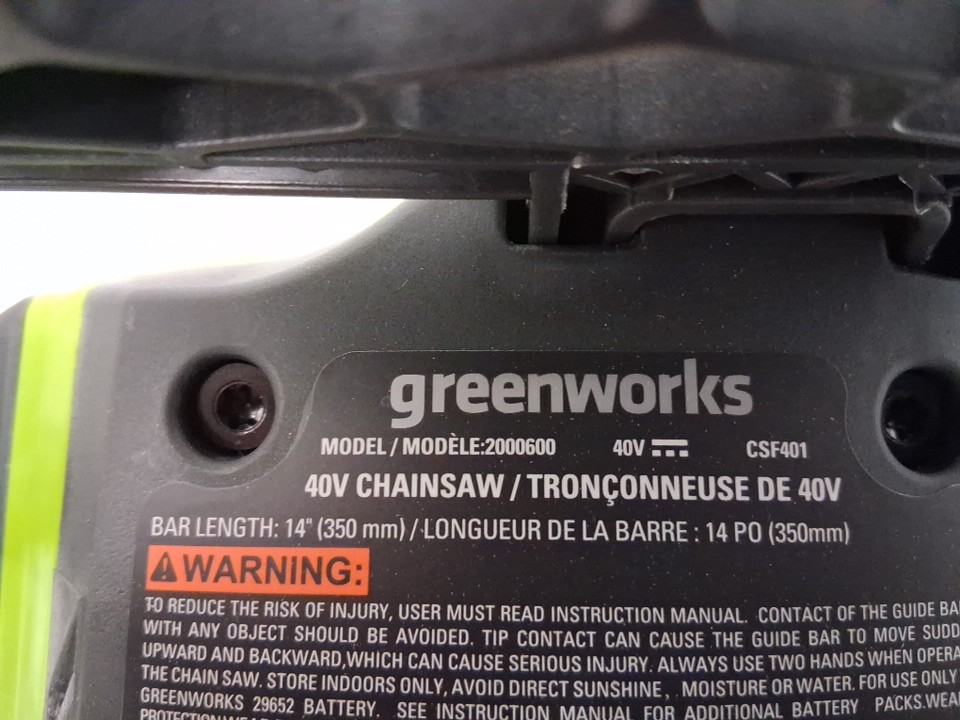 greenworks
MODEL / MODÈLE:2000600 40V CSF401
40V CHAINSAW / TRONÇONNEUSE DE 40V
BAR LENGTH: 14" (350 mm) / LONGUEUR DE LA BARRE : 14 PO (350mm)
WARNING:
TO REDUCE THE RISK OF INJURY, USER MUST READ INSTRUCTION MANUAL. CONTACT OF THE GUIDE BA
WITH ANY OBJECT SHOULD BE AVOIDED. TIP CONTACT CAN CAUSE THE GUIDE BAR TO MOVE SUDD
UPWARD AND BACKWARD,WHICH CAN CAUSE SERIOUS INJURY. ALWAYS USE TWO HANDS WHEN OPERA
THE CHAIN SAW. STORE INDOORS ONLY, AVOID DIRECT SUNSHINE, MOISTURE OR WATER. FOR USE ONLY
GREENWORKS 29652 BATTERY. SEE INSTRUCTION MANUAL FOR ADDITIONAL BATTERY PACKS.WEA